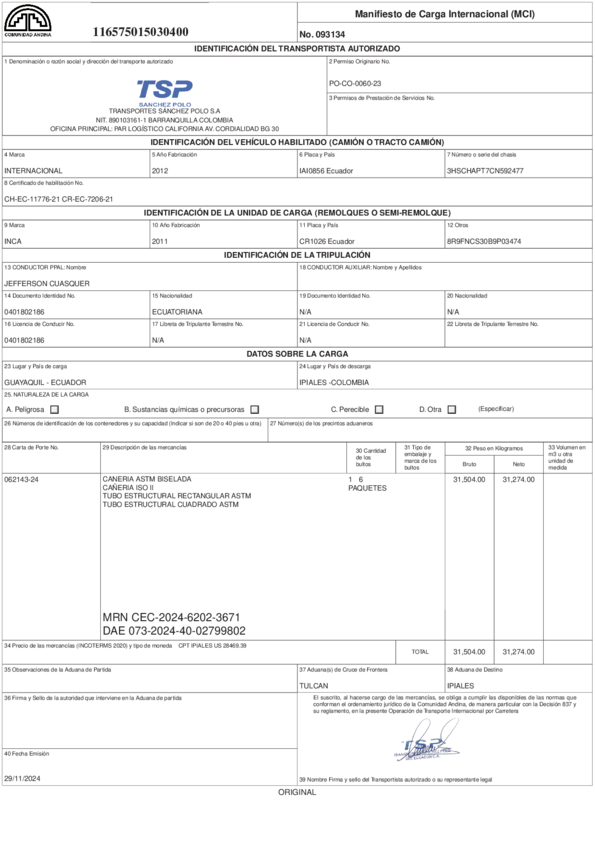 COMUNIDAD ANDINA
116575015030400
Manifiesto de Carga Internacional (MCI)
No. 093134
IDENTIFICACIÓN DEL TRANSPORTISTA AUTORIZADO
1 Denominación o razón social y dirección del transporte autorizado
2 Permiso Originario No.
TSP
SANCHEZ POLO
PO-CO-0060-23
3 Permisos de Prestación de Servicios No.
TRANSPORTES SÁNCHEZ POLO S.A
NIT. 890103161-1 BARRANQUILLA COLOMBIA
OFICINA PRINCIPAL: PAR LOGÍSTICO CALIFORNIA AV. CORDIALIDAD BG 30
IDENTIFICACIÓN DEL VEHÍCULO HABILITADO (CAMIÓN O TRACTO CAMIÓN)
4 Marca
5 Año Fabricación
6 Placa y País
7 Número o serie del chasis
INTERNACIONAL
2012
IAI0856 Ecuador
3HSCHAPT7CN592477
8 Certificado de habilitación No.
CH-EC-11776-21 CR-EC-7206-21
IDENTIFICACIÓN DE LA UNIDAD DE CARGA (REMOLQUES O SEMI-REMOLQUE)
9 Marca
10 Año Fabricación
11 Placa y País
12 Otros
INCA
2011
CR1026 Ecuador
8R9FNCS30B9P03474
IDENTIFICACIÓN DE LA TRIPULACIÓN
13 CONDUCTOR PPAL: Nombre
18 CONDUCTOR AUXILIAR: Nombre y Apellidos
JEFFERSON CUASQUER
14 Documento Identidad No.
15 Nacionalidad
19 Documento Identidad No.
20 Nacionalidad
0401802186
ECUATORIANA
N/A
N/A
16 Licencia de Conducir No.
17 Libreta de Tripulante Terrestre No.
21 Licencia de Conducir No.
22 Libreta de Tripulante Terrestre No.
0401802186
N/A
N/A
DATOS SOBRE LA CARGA
23 Lugar y País de carga
24 Lugar y País de descarga
GUAYAQUIL - ECUADOR
IPIALES -COLOMBIA
25. NATURALEZA DE LA CARGA
A. Peligrosa
B. Sustancias químicas o precursoras
C. Perecible
D. Otra
(Especificar)
26 Números de identificación de los contenedores y su capacidad (Indicar si son de 20 o 40 pies u otra)
27 Número(s) de los precintos aduaneros
28 Carta de Porte No.
29 Descripción de las mercancías
30 Cantidad
de los
bultos
31 Tipo de
embalaje y
marca de los
bultos
32 Peso en Kilogramos
Bruto
Neto
33 Volumen en
m3 u otra
unidad de
medida
062143-24
CANERIA ASTM BISELADA
CAÑERIA ISO II
TUBO ESTRUCTURAL RECTANGULAR ASTM
TUBO ESTRUCTURAL CUADRADO ASTM
1 6
PAQUETES
31,504.00
31,274.00
MRN CEC-2024-6202-3671
DAE 073-2024-40-02799802
34 Precio de las mercancías (INCOTERMS 2020) y tipo de moneda CPT IPIALES US 28469.39
TOTAL
31,504.00
31,274.00
35 Observaciones de la Aduana de Partida
37 Aduana(s) de Cruce de Frontera
38 Aduana de Destino
TULCAN
IPIALES
36 Firma y Sello de la autoridad que interviene en la Aduana de partida
El suscrito, al hacerse cargo de las mercancías, se obliga a cumplir las disponibles de las normas que
conforman el ordenamiento jurídico de la Comunidad Andina, de manera particular con la Decisión 837 y
su reglamento, en la presente Operación de Transporte Internacional por Carretera
TSP
40 Fecha Emisión
29/11/2024
39 Nombre Firma y sello del Transportista autorizado o su representante legal
ORIGINAL